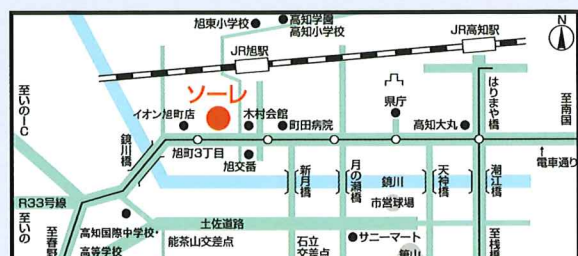 旭東小学校
高知学園
高知小学校
JR旭駅
JR高知駅
N
ソーレ
イオン旭町店
木村会館
町田病院
県庁
高知大丸
はりまや橋
至いのIC
至南国
鏡川橋
旭町3丁目
旭交番
電車通り
新月橋
月の瀬橋
鏡川
天神橋
潮江橋
市営球場
R33号線
至いの
至春野
高知国際中学校・
高等学校
土佐道路
能茶山交差点
石立
交差点
サニーマート
筆山
至桟橋